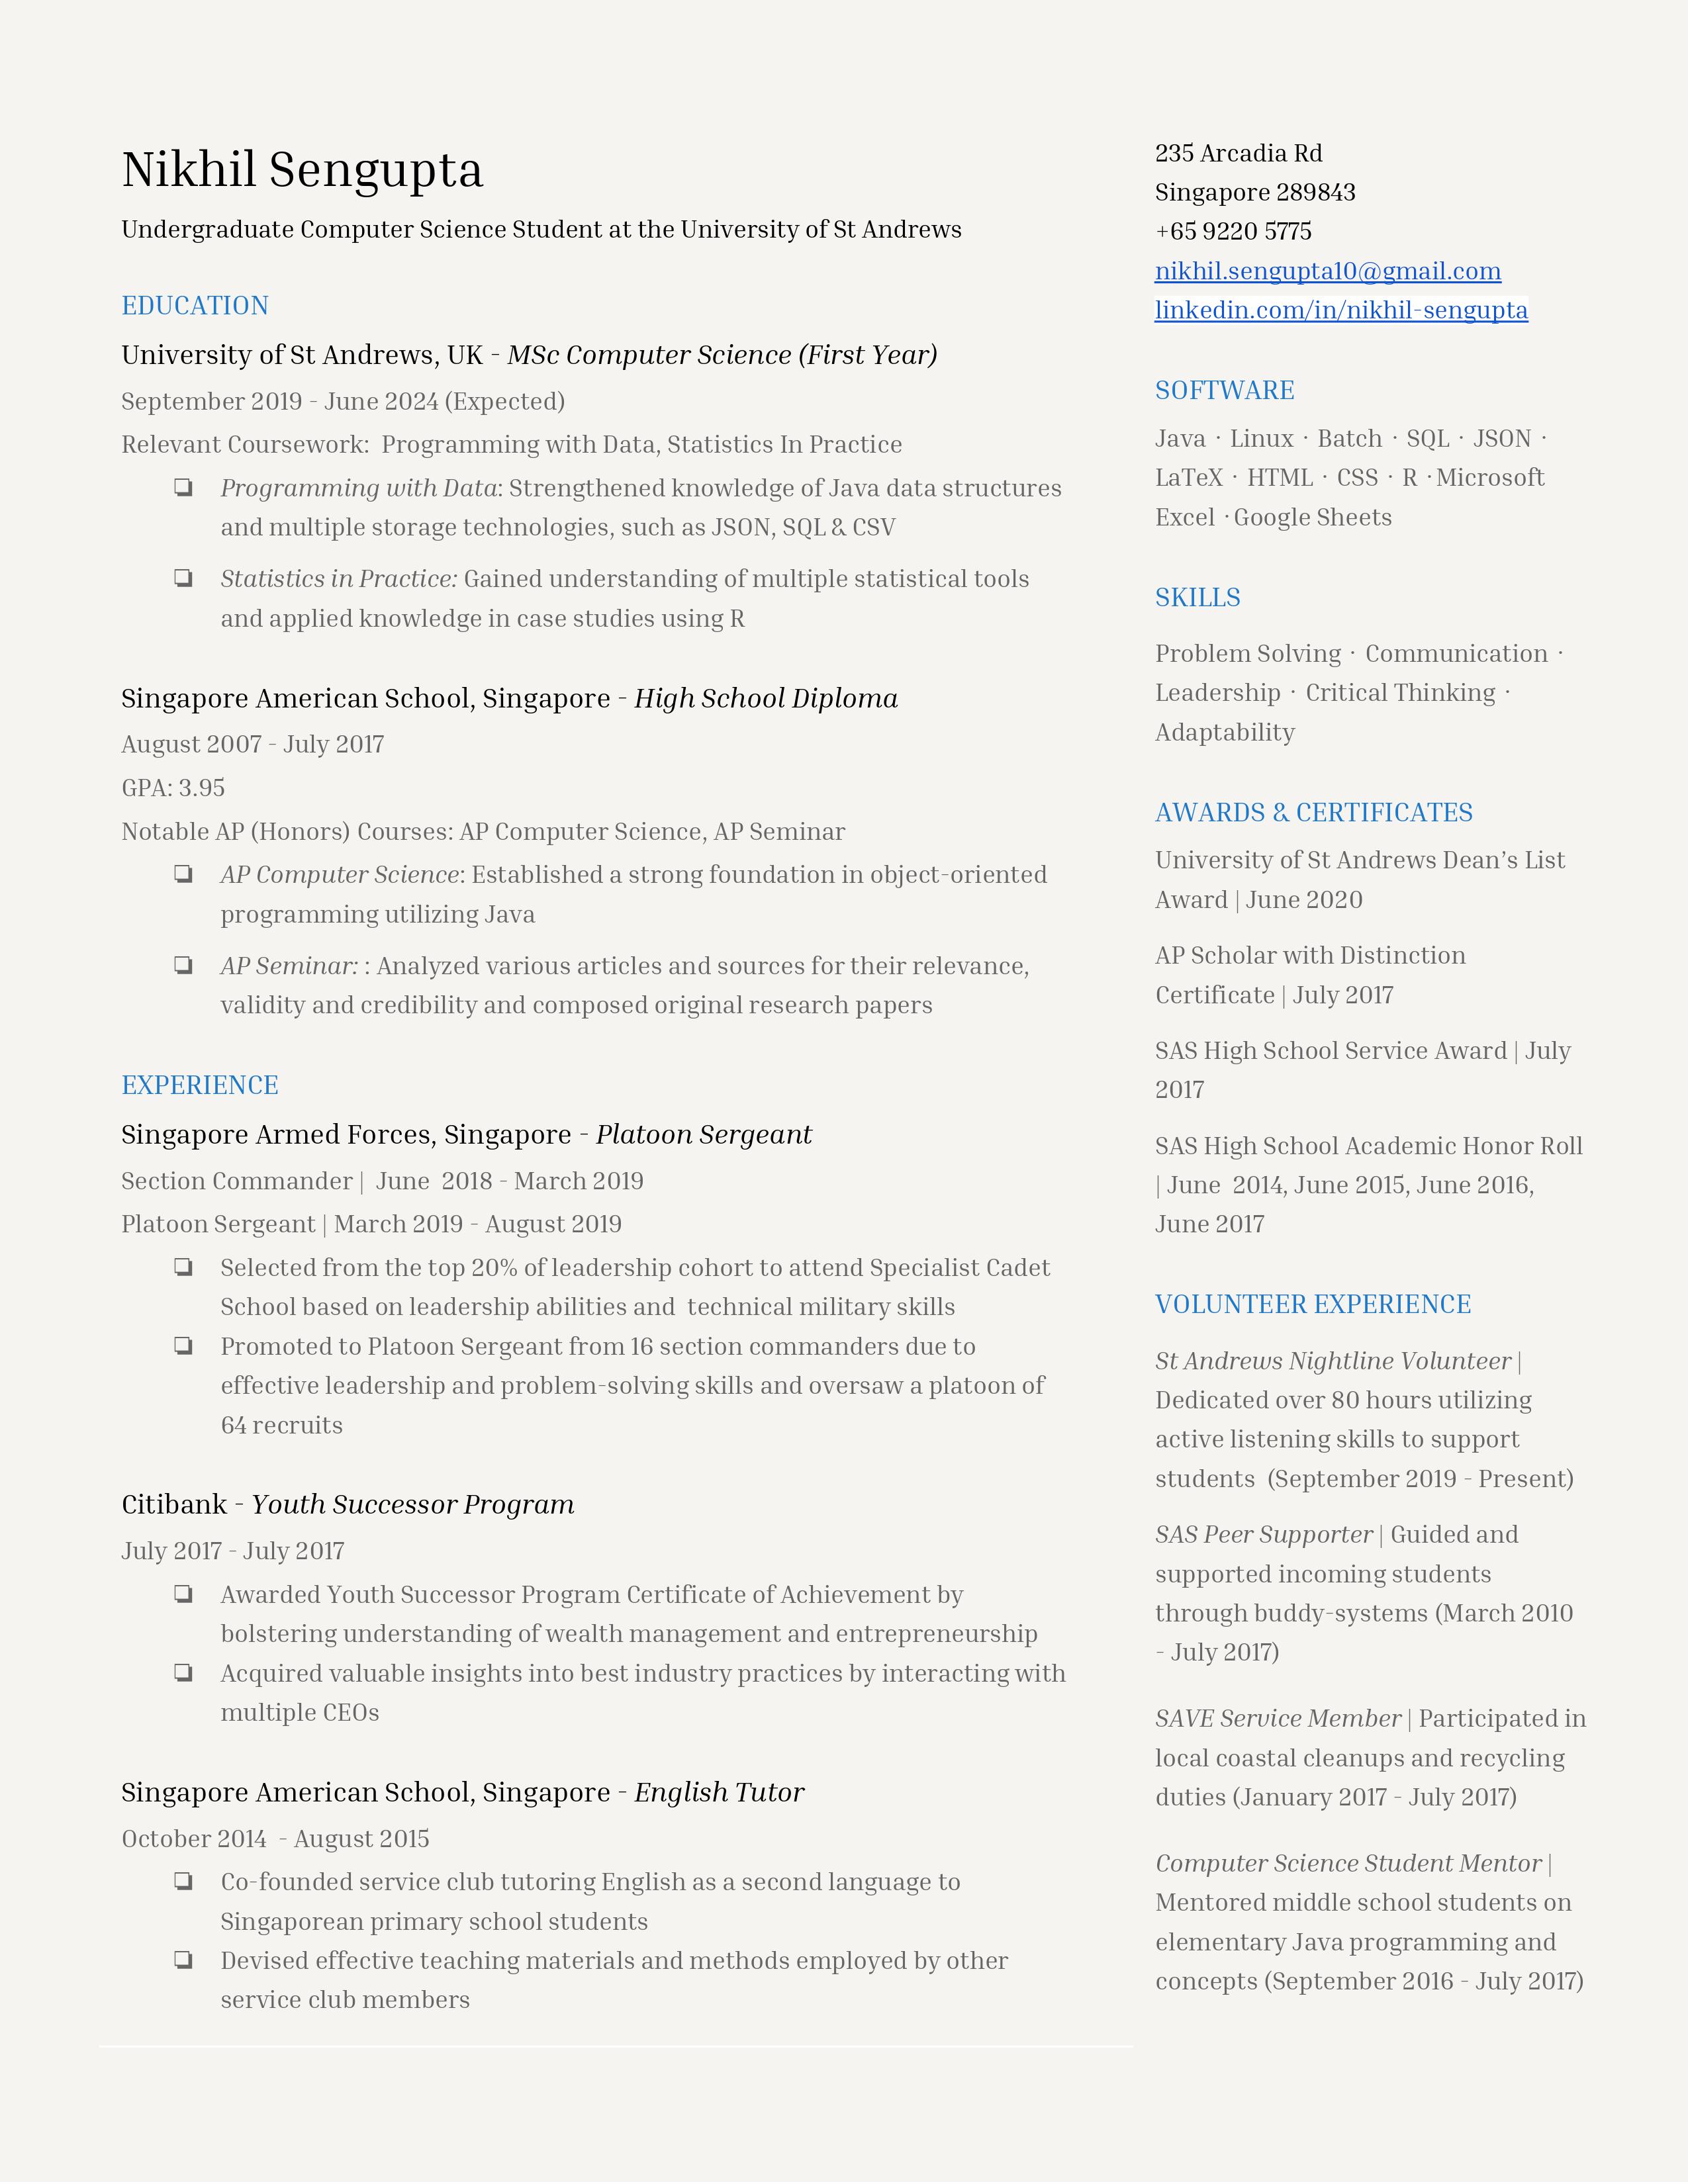 Nikhil Sengupta
Undergraduate Computer Science Student at the University of St Andrews
EDUCATION
University of St Andrews, UK - MSc Computer Science (First Year)
September 2019 - June 2024 (Expected)
Relevant Coursework:  Programming with Data, Statistics In Practice
❏ Programming with Data: Strengthened knowledge of Java data structures
and multiple storage technologies, such as JSON, SQL & CSV
❏ Statistics in Practice: Gained understanding of multiple statistical tools
and applied knowledge in case studies using R
Singapore American School, Singapore - High School Diploma
August 2007 - July 2017
GPA: 3.95
Notable AP (Honors) Courses: AP Computer Science, AP Seminar
❏ AP Computer Science: Established a strong foundation in object-oriented
programming utilizing Java
❏ AP Seminar: : Analyzed various articles and sources for their relevance,
validity and credibility and composed original research papers
EXPERIENCE
Singapore Armed Forces, Singapore - Platoon Sergeant
Section Commander |  June  2018 - March 2019
Platoon Sergeant | March 2019 - August 2019
❏ Selected from the top 20% of leadership cohort to attend Specialist Cadet
School based on leadership abilities and  technical military skills
❏ Promoted to Platoon Sergeant from 16 section commanders due to
effective leadership and problem-solving skills and oversaw a platoon of
64 recruits
Citibank - Youth Successor Program
July 2017 - July 2017
❏ Awarded Youth Successor Program Certificate of Achievement by
bolstering understanding of wealth management and entrepreneurship
❏ Acquired valuable insights into best industry practices by interacting with
multiple CEOs
Singapore American School, Singapore - English Tutor
October 2014  - August 2015
❏ Co-founded service club tutoring English as a second language to
Singaporean primary school students
❏ Devised effective teaching materials and methods employed by other
service club members
235 Arcadia Rd
Singapore 289843
+65 9220 5775
nikhil.sengupta10@gmail.com
linkedin.com/in/nikhil-sengupta
SOFTWARE
Java · Linux · Batch · SQL · JSON ·
LaTeX · HTML · CSS · R ·Microsoft
Excel ·Google Sheets
SKILLS
Problem Solving · Communication ·
Leadership · Critical Thinking ·
Adaptability
AWARDS & CERTIFICATES
University of St Andrews Dean’s List
Award | June 2020
AP Scholar with Distinction
Certificate | July 2017
SAS High School Service Award | July
2017
SAS High School Academic Honor Roll
| June  2014, June 2015, June 2016,
June 2017
VOLUNTEER EXPERIENCE
St Andrews Nightline Volunteer |
Dedicated over 80 hours utilizing
active listening skills to support
students  (September 2019 - Present)
SAS Peer Supporter | Guided and
supported incoming students
through buddy-systems (March 2010
- July 2017)
SAVE Service Member | Participated in
local coastal cleanups and recycling
duties (January 2017 - July 2017)
Computer Science Student Mentor |
Mentored middle school students on
elementary Java programming and
concepts (September 2016 - July 2017)